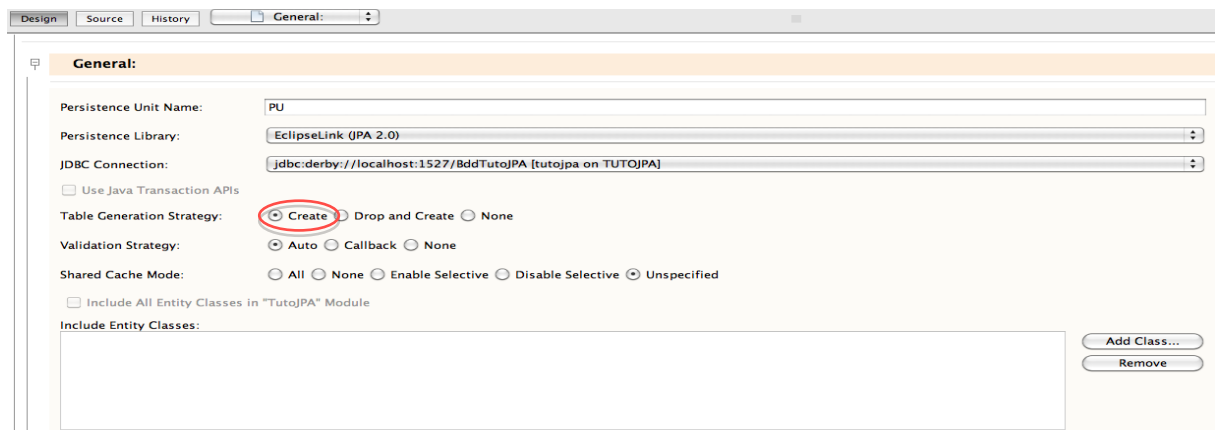 Design Source History General:
General:
Persistence Unit Name: PU
Persistence Library: EclipseLink (JPA 2.0)
JDBC Connection: jdbc:derby://localhost:1527/BddTutoJPA [tutojpa on TUTOJPA]
Use Java Transaction APIs
Table Generation Strategy: Create Drop and Create None
Validation Strategy: Auto Callback None
Shared Cache Mode: All None Enable Selective Disable Selective Unspecified
Include All Entity Classes in "TutoJPA" Module
Include Entity Classes:
Add Class...
Remove